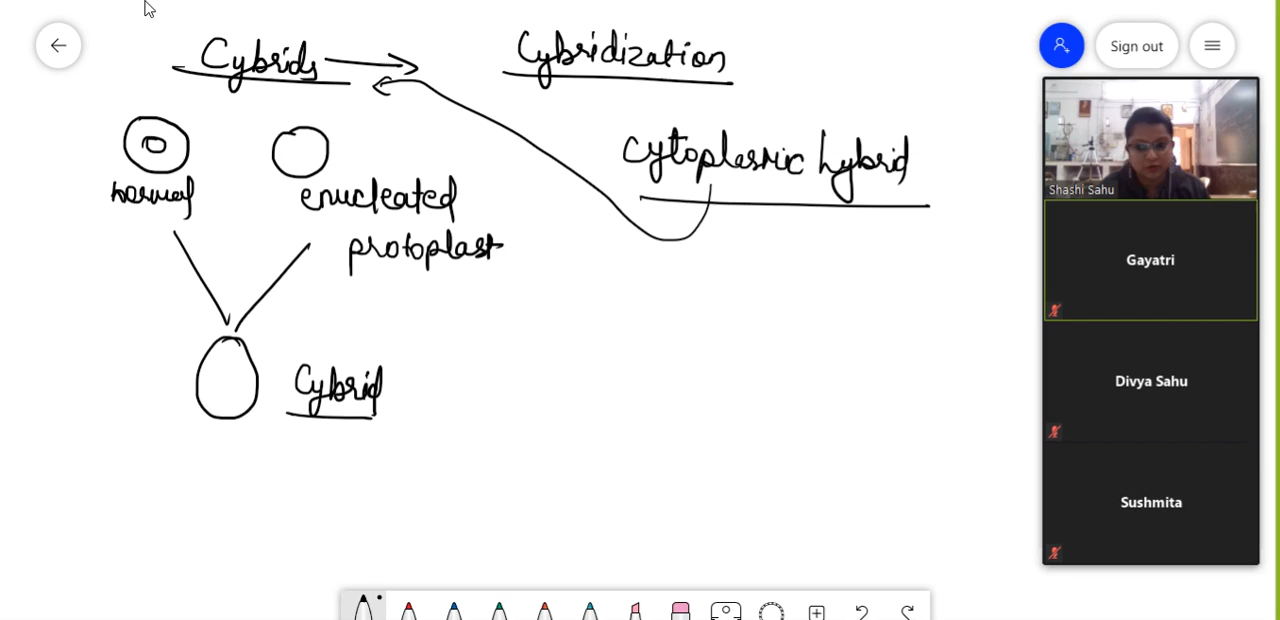 Cybrids → Cybridization
Sign out
cytoplasmic hybrid
normal
enucleated
protoplast
Cybrid
Shashi Sahu
Gayatri
Divya Sahu
Sushmita